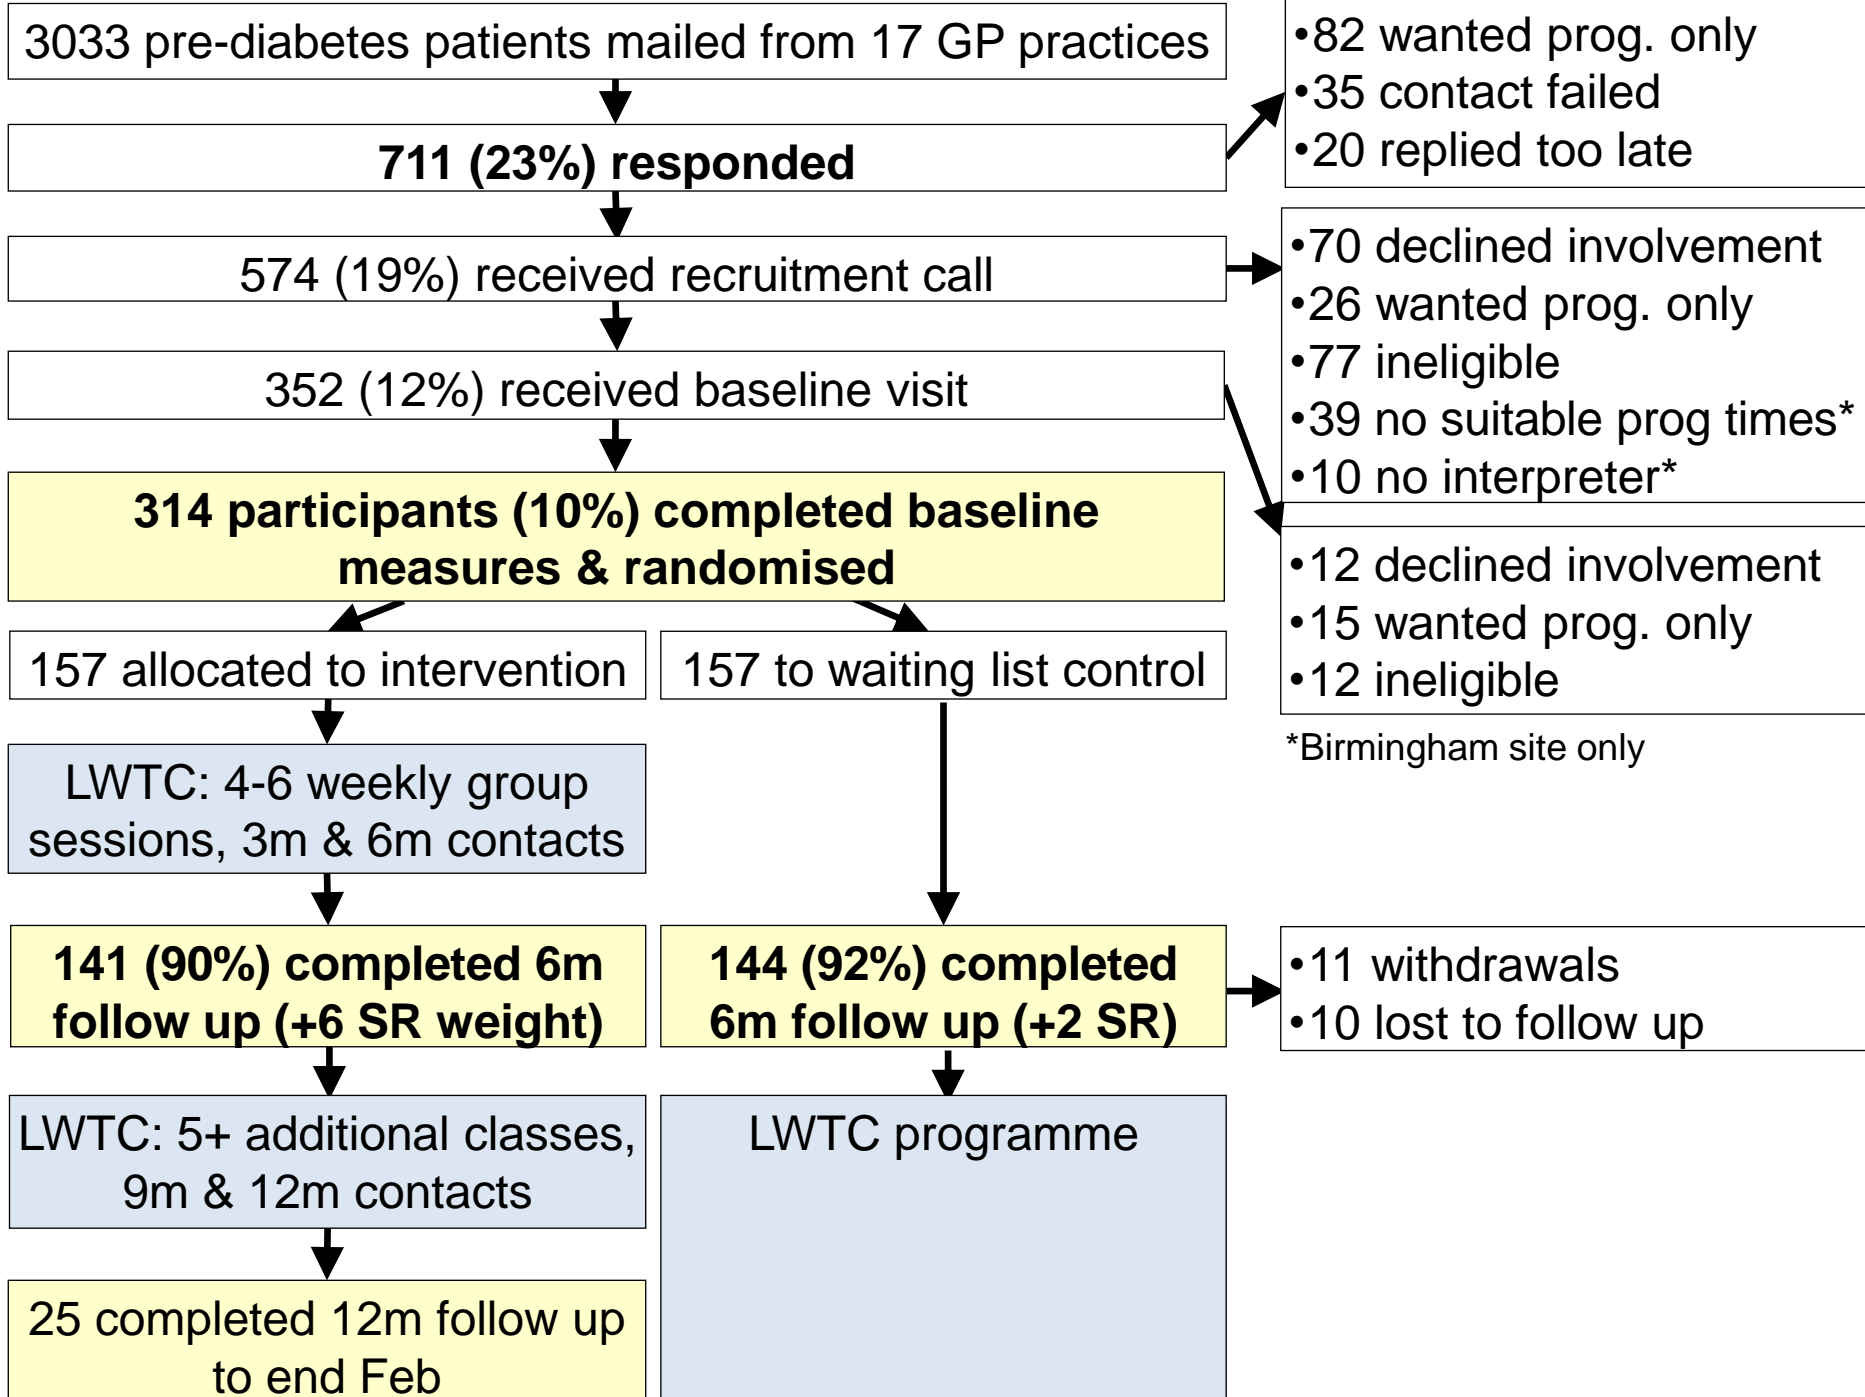 3033 pre-diabetes patients mailed from 17 GP practices
•82 wanted prog. only
•35 contact failed
•20 replied too late
711 (23%) responded
574 (19%) received recruitment call
•70 declined involvement
•26 wanted prog. only
•77 ineligible
•39 no suitable prog times*
•10 no interpreter*
352 (12%) received baseline visit
314 participants (10%) completed baseline
measures & randomised
•12 declined involvement
•15 wanted prog. only
•12 ineligible
*Birmingham site only
157 allocated to intervention
157 to waiting list control
LWTC: 4-6 weekly group
sessions, 3m & 6m contacts
141 (90%) completed 6m
follow up (+6 SR weight)
144 (92%) completed
6m follow up (+2 SR)
•11 withdrawals
•10 lost to follow up
LWTC: 5+ additional classes,
9m & 12m contacts
LWTC programme
25 completed 12m follow up
to end Feb